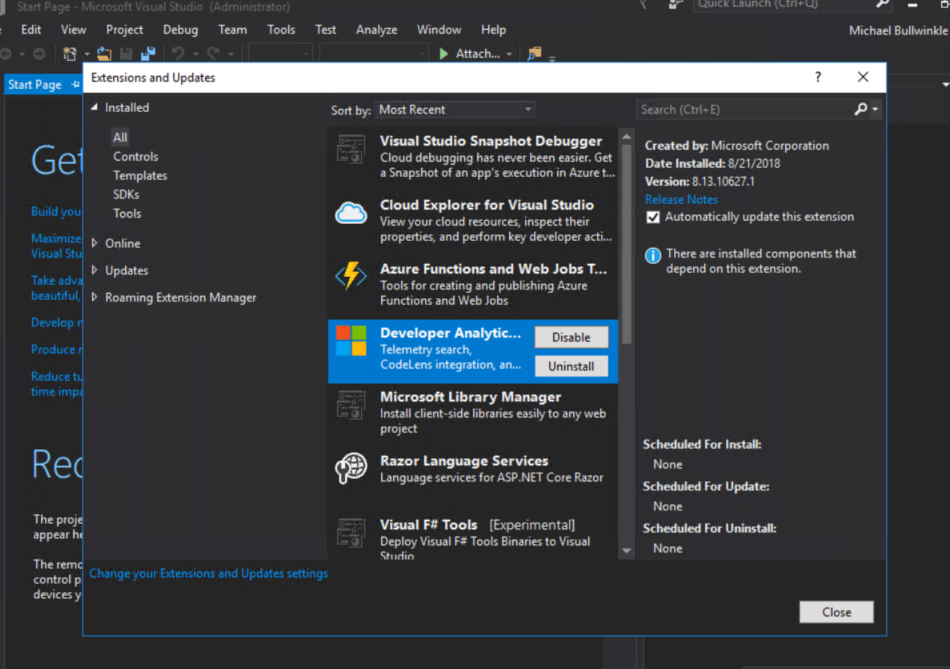 Start Page - Microsoft Visual Studio (Administrator)
Quick Launch (Ctrl+Q)
Edit View Project Debug Team Tools Test Analyze Window Help
Michael Bullwinkle
Attach...
Start Page
Extensions and Updates
?
Installed
All
Controls
Templates
SDKs
Tools
Online
Updates
Roaming Extension Manager
Change your Extensions and Updates settings
Sort by: Most Recent
Visual Studio Snapshot Debugger
Cloud debugging has never been easier. Get
a Snapshot of an app's execution in Azure t...
Cloud Explorer for Visual Studio
View your cloud resources, inspect their
properties, and perform key developer acti...
Azure Functions and Web Jobs T...
Tools for creating and publishing Azure
Functions and Web Jobs
Developer Analytic...
Telemetry search,
CodeLens integration, an...
Disable
Uninstall
Microsoft Library Manager
Install client-side libraries easily to any web
project
Razor Language Services
Language services for ASP.NET Core Razor
Visual F# Tools [Experimental]
Deploy Visual F# Tools Binaries to Visual
Studio
Search (Ctrl+E)
Created by: Microsoft Corporation
Date Installed: 8/21/2018
Version: 8.13.10627.1
Release Notes
Automatically update this extension
There are installed components that
depend on this extension.
Scheduled For Install:
None
Scheduled For Update:
None
Scheduled For Uninstall:
None
Close
Get
Build you
Maximize
Visual Stu
Take adva
beautiful,
Develop
Produce
Reduce tu
time impa
Rec
The proje
appear he
The remo
control p
devices y